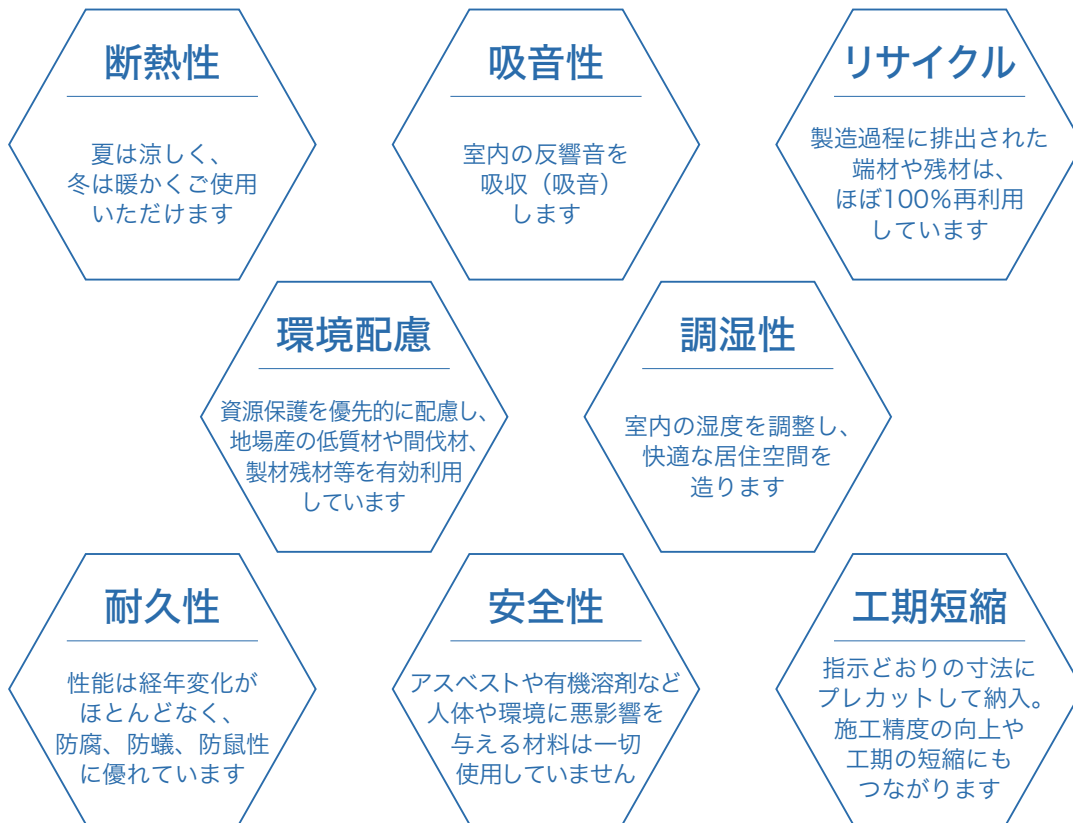 断熱性
夏は涼しく、
冬は暖かくご使用
いただけます
吸音性
室内の反響音を
吸収（吸音）
します
リサイクル
製造過程に排出された
端材や残材は、
ほぼ100％再利用
しています
環境配慮
資源保護を優先的に配慮し、
地場産の低質材や間伐材、
製材残材等を有効利用
しています
調湿性
室内の湿度を調整し、
快適な居住空間を
造ります
耐久性
性能は経年変化が
ほとんどなく、
防腐、防蟻、防鼠性
に優れています
安全性
アスベストや有機溶剤など
人体や環境に悪影響を
与える材料は一切
使用していません
工期短縮
指示どおりの寸法に
プレカットして納入。
施工精度の向上や
工期の短縮にも
つながります